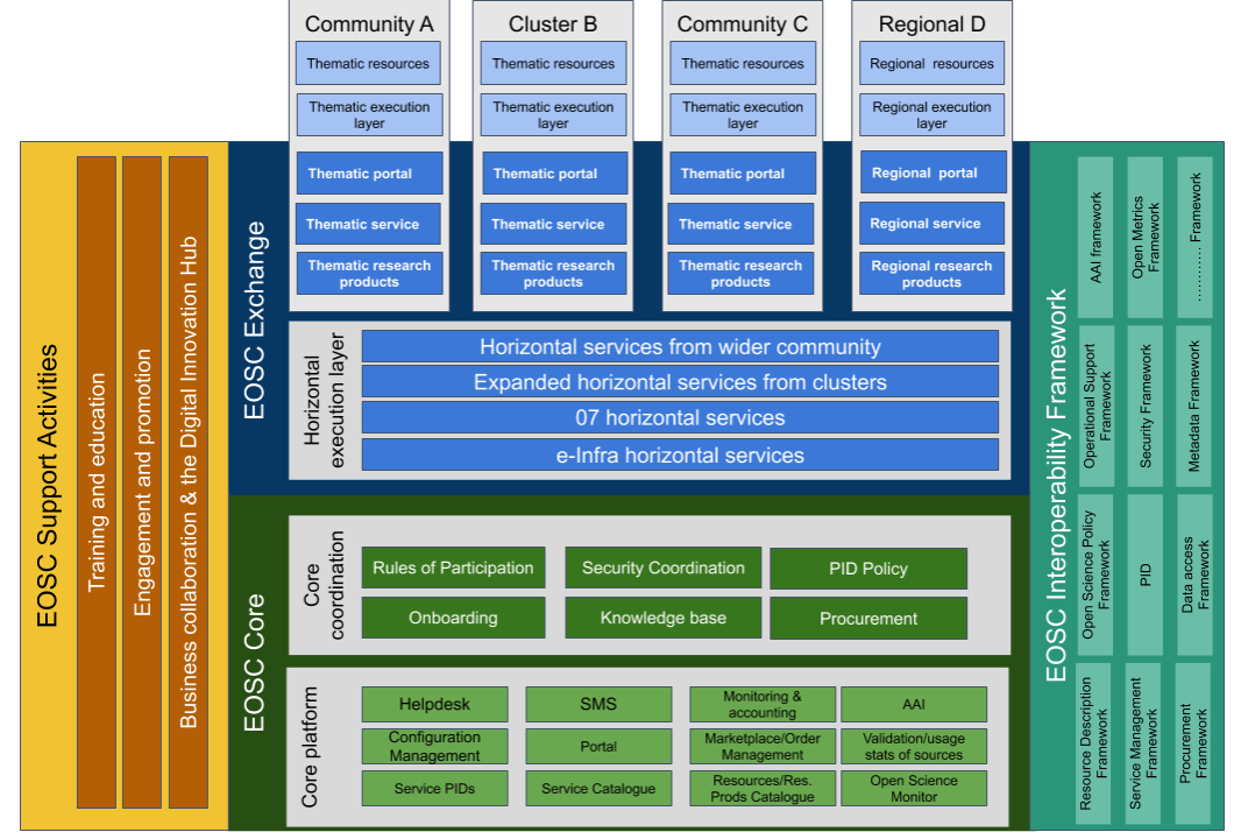 Community A
Thematic resources
Thematic execution
layer
Thematic portal
Thematic service
Thematic research
products
Cluster B
Thematic resources
Thematic execution
layer
Thematic portal
Thematic service
Thematic research
products
Community C
Thematic resources
Thematic execution
layer
Thematic portal
Thematic service
Thematic research
products
Regional D
Regional resources
Regional execution
layer
Regional portal
Regional service
Regional research
products
EOSC Support Activities
Training and education
Engagement and promotion
Business collaboration & the Digital Innovation Hub
EOSC Exchange
Horizontal
execution layer
Horizontal services from wider community
Expanded horizontal services from clusters
07 horizontal services
e-Infra horizontal services
EOSC Core
Core
coordination
Rules of Participation
Security Coordination
PID Policy
Onboarding
Knowledge base
Procurement
Core platform
Helpdesk
SMS
Monitoring &
accounting
AAI
Configuration
Management
Portal
Marketplace/Order
Management
Validation/usage
stats of sources
Service PIDs
Service Catalogue
Resources/Res.
Prods Catalogue
Open Science
Monitor
EOSC Interoperability Framework
AAI framework
Open Metrics
Framework
............ Framework
Operational Support
Framework
Security Framework
Metadata Framework
Open Science Policy
Framework
PID
Data access
Framework
Resource Description
Framework
Service Management
Framework
Procurement
Framework